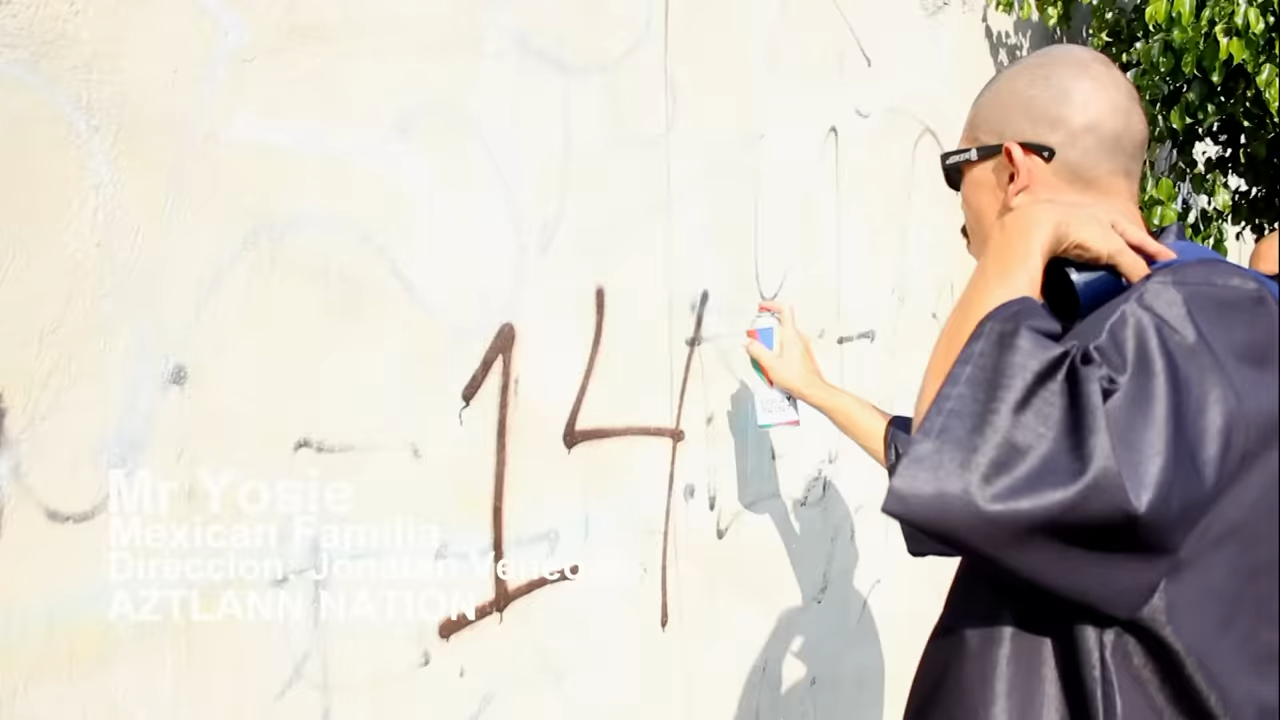 14
Mr Yosie
Mexican Familia
Direccion: Jonatan
AZTLANN NATION